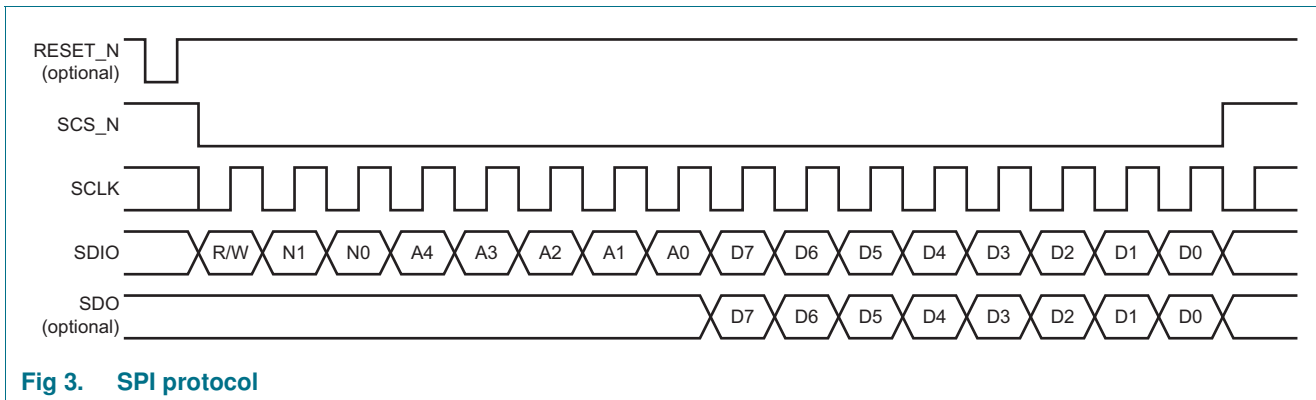 RESET_N
(optional)
SCS_N
SCLK
SDIO R/W N1 N0 A4 A3 A2 A1 A0 D7 D6 D5 D4 D3 D2 D1 D0
SDO
(optional) D7 D6 D5 D4 D3 D2 D1 D0
Fig 3. SPI protocol